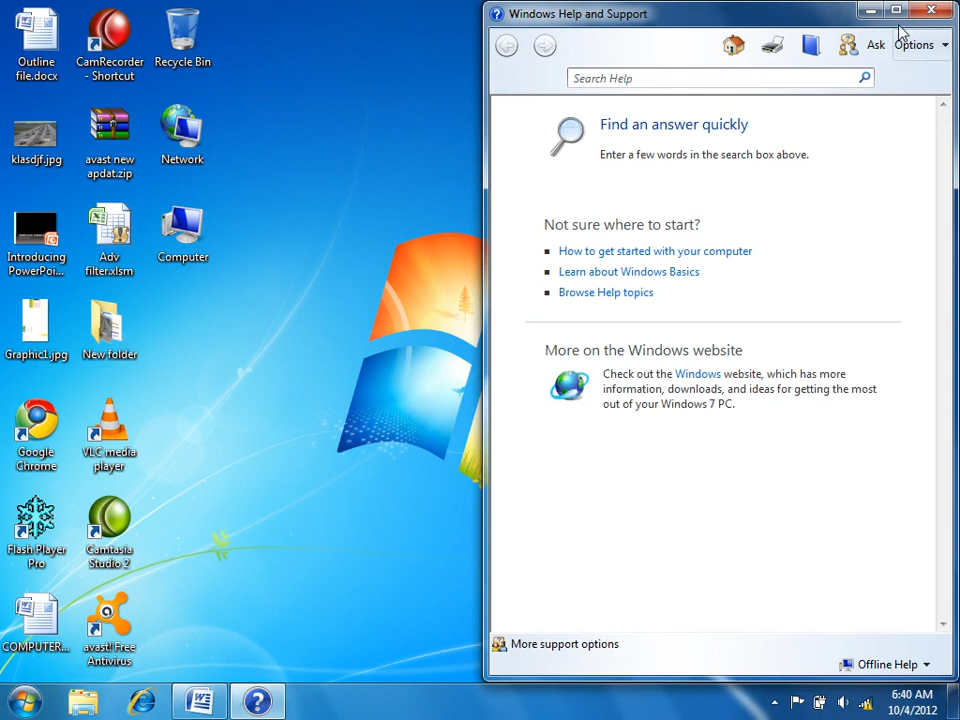 Outline
file.docx
CamRecorder
- Shortcut
Recycle Bin
klasdjf.jpg
avast new
apdat.zip
Network
Introducing
PowerPoi...
Adv
filter.xlsm
Computer
Graphic1.jpg
New folder
Google
Chrome
VLC media
player
Flash Player
Pro
Camtasia
Studio 2
COMPUTER...
avast! Free
Antivirus
Windows Help and Support
Ask
Options
Search Help
Find an answer quickly
Enter a few words in the search box above.
Not sure where to start?
How to get started with your computer
Learn about Windows Basics
Browse Help topics
More on the Windows website
Check out the Windows website, which has more
information, downloads, and ideas for getting the most
out of your Windows 7 PC.
More support options
Offline Help
6:40 AM
10/4/2012